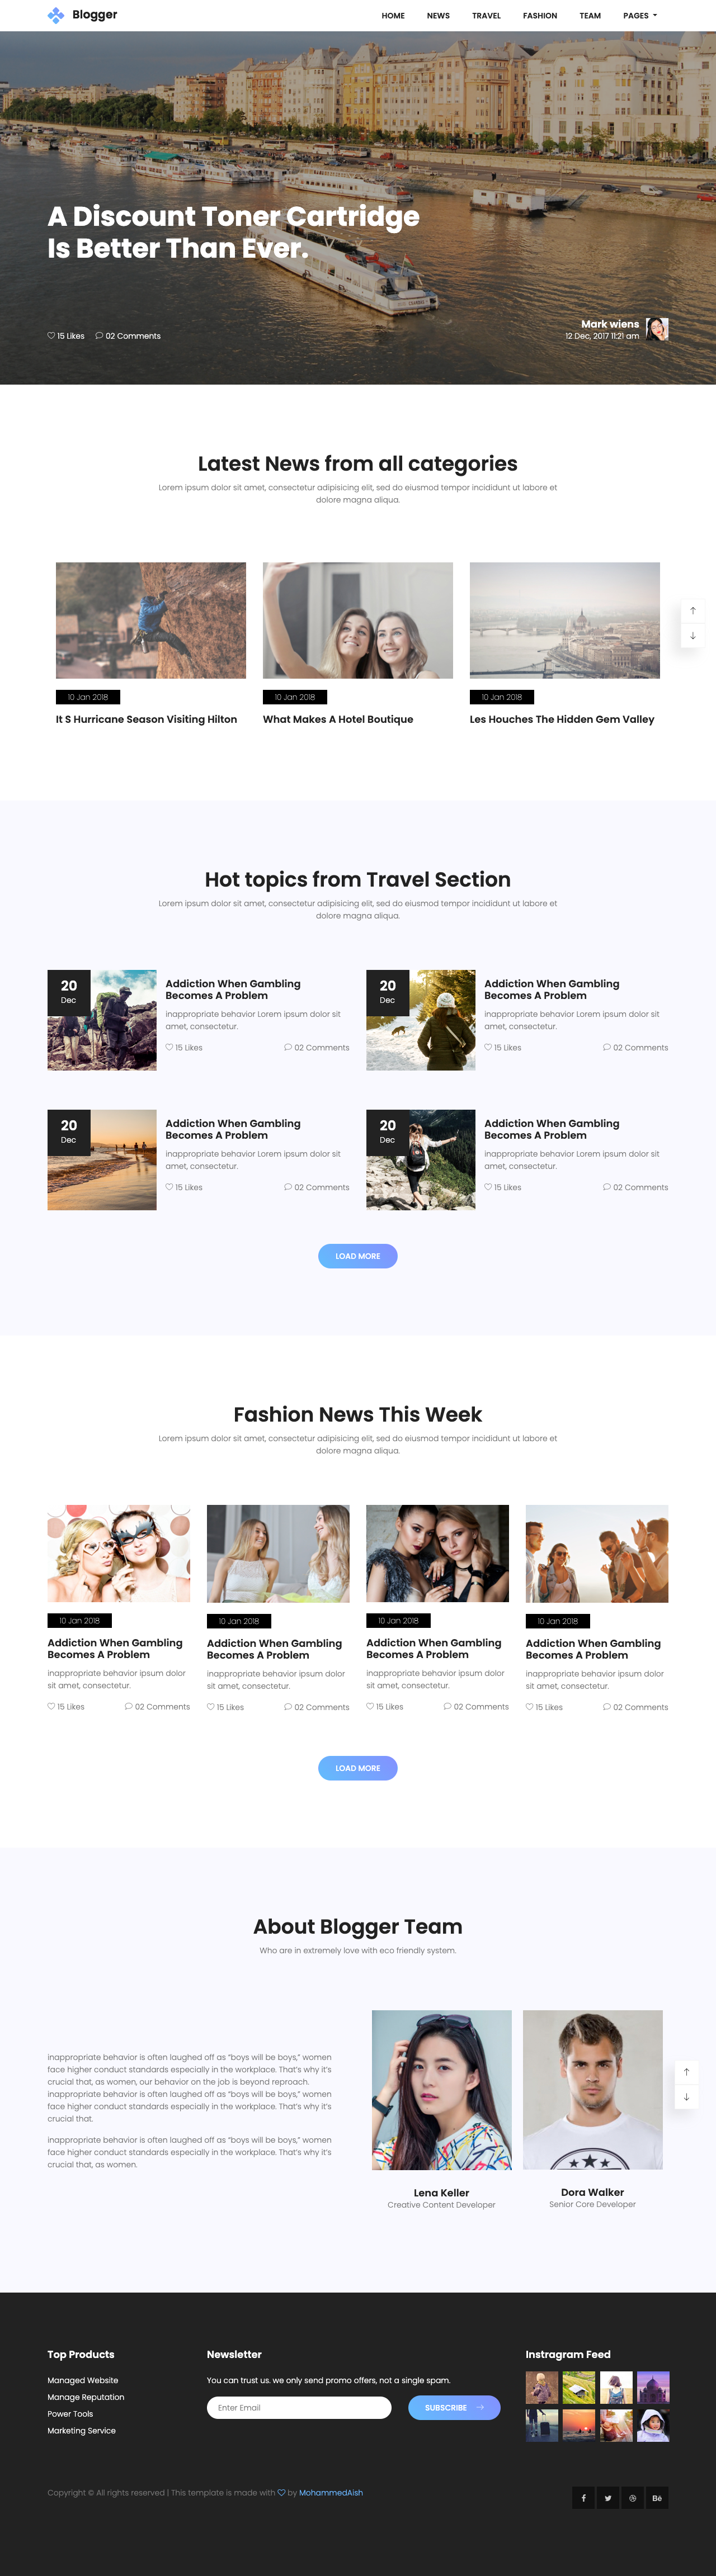 Blogger
HOME NEWS TRAVEL FASHION TEAM PAGES
A Discount Toner Cartridge
Is Better Than Ever.
15 Likes 02 Comments
Mark wiens
12 Dec, 2017 11:21 am
Latest News from all categories
Lorem ipsum dolor sit amet, consectetur adipisicing elit, sed do eiusmod tempor incididunt ut labore et
dolore magna aliqua.
10 Jan 2018
It S Hurricane Season Visiting Hilton
10 Jan 2018
What Makes A Hotel Boutique
10 Jan 2018
Les Houches The Hidden Gem Valley
Hot topics from Travel Section
Lorem ipsum dolor sit amet, consectetur adipisicing elit, sed do eiusmod tempor incididunt ut labore et
dolore magna aliqua.
20
Dec
Addiction When Gambling
Becomes A Problem
inappropriate behavior Lorem ipsum dolor sit
amet, consectetur.
15 Likes 02 Comments
20
Dec
Addiction When Gambling
Becomes A Problem
inappropriate behavior Lorem ipsum dolor sit
amet, consectetur.
15 Likes 02 Comments
20
Dec
Addiction When Gambling
Becomes A Problem
inappropriate behavior Lorem ipsum dolor sit
amet, consectetur.
15 Likes 02 Comments
20
Dec
Addiction When Gambling
Becomes A Problem
inappropriate behavior Lorem ipsum dolor sit
amet, consectetur.
15 Likes 02 Comments
LOAD MORE
Fashion News This Week
Lorem ipsum dolor sit amet, consectetur adipisicing elit, sed do eiusmod tempor incididunt ut labore et
dolore magna aliqua.
10 Jan 2018
Addiction When Gambling
Becomes A Problem
inappropriate behavior ipsum dolor
sit amet, consectetur.
15 Likes 02 Comments
10 Jan 2018
Addiction When Gambling
Becomes A Problem
inappropriate behavior ipsum dolor
sit amet, consectetur.
15 Likes 02 Comments
10 Jan 2018
Addiction When Gambling
Becomes A Problem
inappropriate behavior ipsum dolor
sit amet, consectetur.
15 Likes 02 Comments
10 Jan 2018
Addiction When Gambling
Becomes A Problem
inappropriate behavior ipsum dolor
sit amet, consectetur.
15 Likes 02 Comments
LOAD MORE
About Blogger Team
Who are in extremely love with eco friendly system.
inappropriate behavior is often laughed off as “boys will be boys,” women
face higher conduct standards especially in the workplace. That’s why it’s
crucial that, as women, our behavior on the job is beyond reproach.
inappropriate behavior is often laughed off as “boys will be boys,” women
face higher conduct standards especially in the workplace. That’s why it’s
crucial that.
inappropriate behavior is often laughed off as “boys will be boys,” women
face higher conduct standards especially in the workplace. That’s why it’s
crucial that, as women.
Lena Keller
Creative Content Developer
Dora Walker
Senior Core Developer
Top Products
Managed Website
Manage Reputation
Power Tools
Marketing Service
Newsletter
You can trust us. we only send promo offers, not a single spam.
Enter Email
SUBSCRIBE
Instragram Feed
Copyright © All rights reserved | This template is made with by MohammedAish
Bē